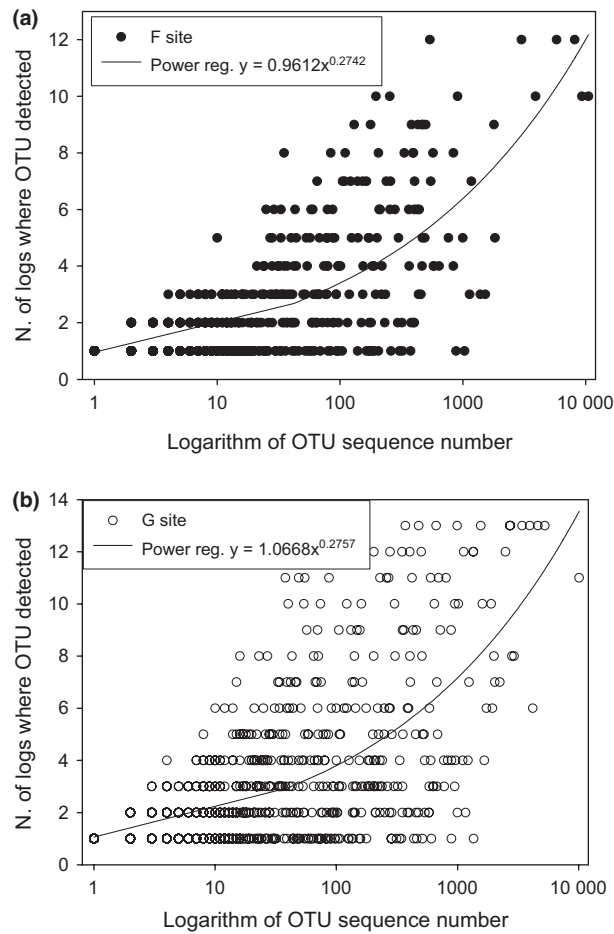 (a)
12
10
8
6
4
2
0
N. of logs where OTU detected
F site
Power reg. y = 0.9612x^0.2742
1 10 100 1000 10 000
Logarithm of OTU sequence number
(b)
14
12
10
8
6
4
2
0
N. of logs where OTU detected
G site
Power reg. y = 1.0668x^0.2757
1 10 100 1000 10 000
Logarithm of OTU sequence number